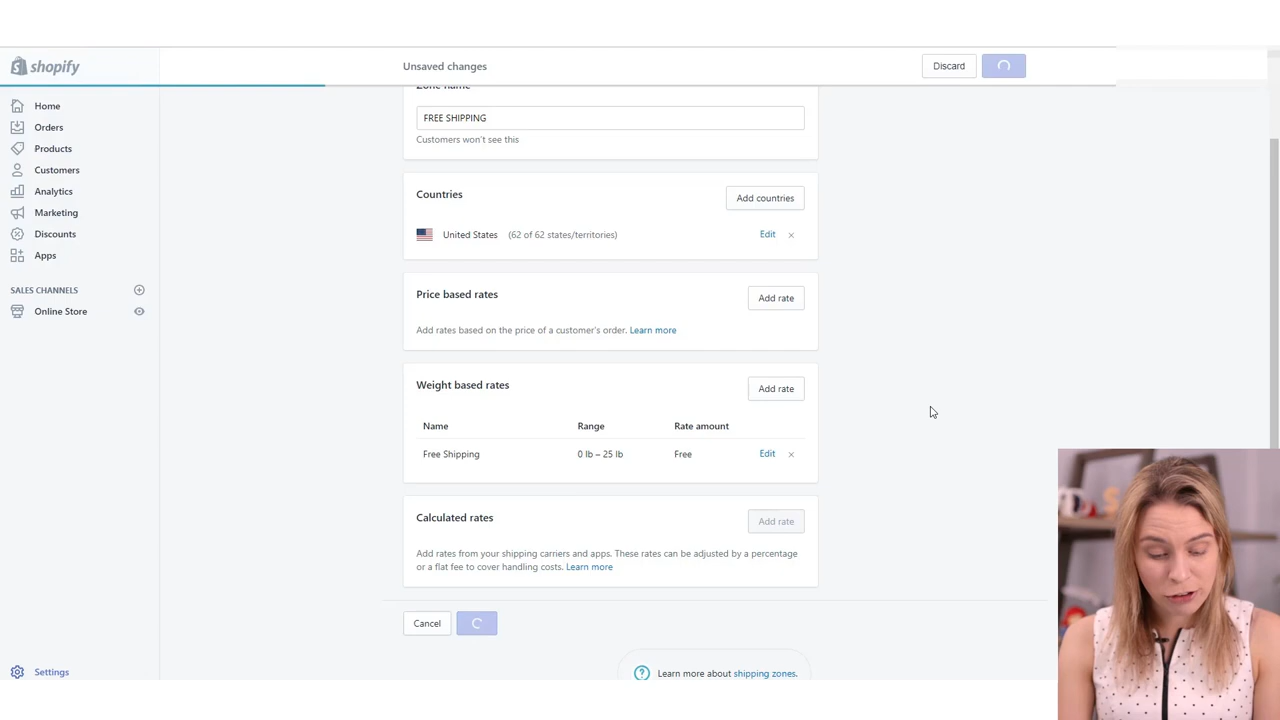 shopify
Unsaved changes
Discard
Home
Orders
Products
Customers
Analytics
Marketing
Discounts
Apps
SALES CHANNELS
Online Store
Settings
Zone name
FREE SHIPPING
Customers won't see this
Countries
Add countries
United States (62 of 62 states/territories)
Edit ×
Price based rates
Add rate
Add rates based on the price of a customer's order. Learn more
Weight based rates
Add rate
Name Range Rate amount
Free Shipping 0 lb – 25 lb Free Edit ×
Calculated rates
Add rate
Add rates from your shipping carriers and apps. These rates can be adjusted by a percentage
or a flat fee to cover handling costs. Learn more
Cancel
? Learn more about shipping zones.